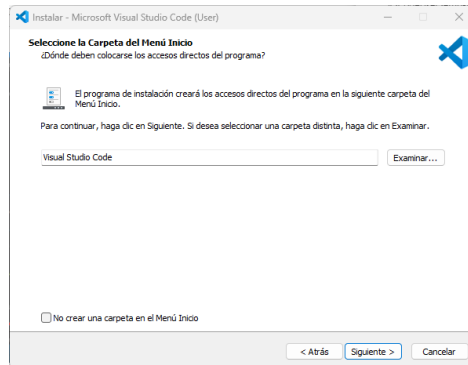 Instalar - Microsoft Visual Studio Code (User)
Seleccione la Carpeta del Menú Inicio
¿Dónde deben colocarse los accesos directos del programa?
El programa de instalación creará los accesos directos del programa en la siguiente carpeta del
Menú Inicio.
Para continuar, haga clic en Siguiente. Si desea seleccionar una carpeta distinta, haga clic en Examinar.
Visual Studio Code
Examinar...
No crear una carpeta en el Menú Inicio
< Atrás
Siguiente >
Cancelar